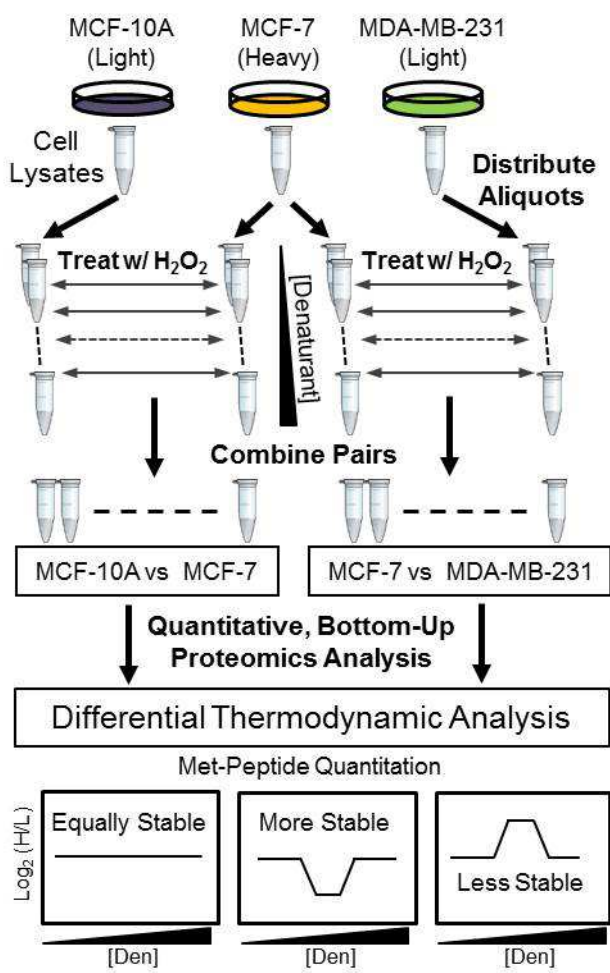 MCF-10A
(Light)
MCF-7
(Heavy)
MDA-MB-231
(Light)
Cell
Lysates
Distribute
Aliquots
Treat w/ H₂O₂
[Denaturant]
Treat w/ H₂O₂
Combine Pairs
MCF-10A vs MCF-7
MCF-7 vs MDA-MB-231
Quantitative, Bottom-Up
Proteomics Analysis
Differential Thermodynamic Analysis
Met-Peptide Quantitation
Log₂ (H/L)
Equally Stable
More Stable
Less Stable
[Den]
[Den]
[Den]